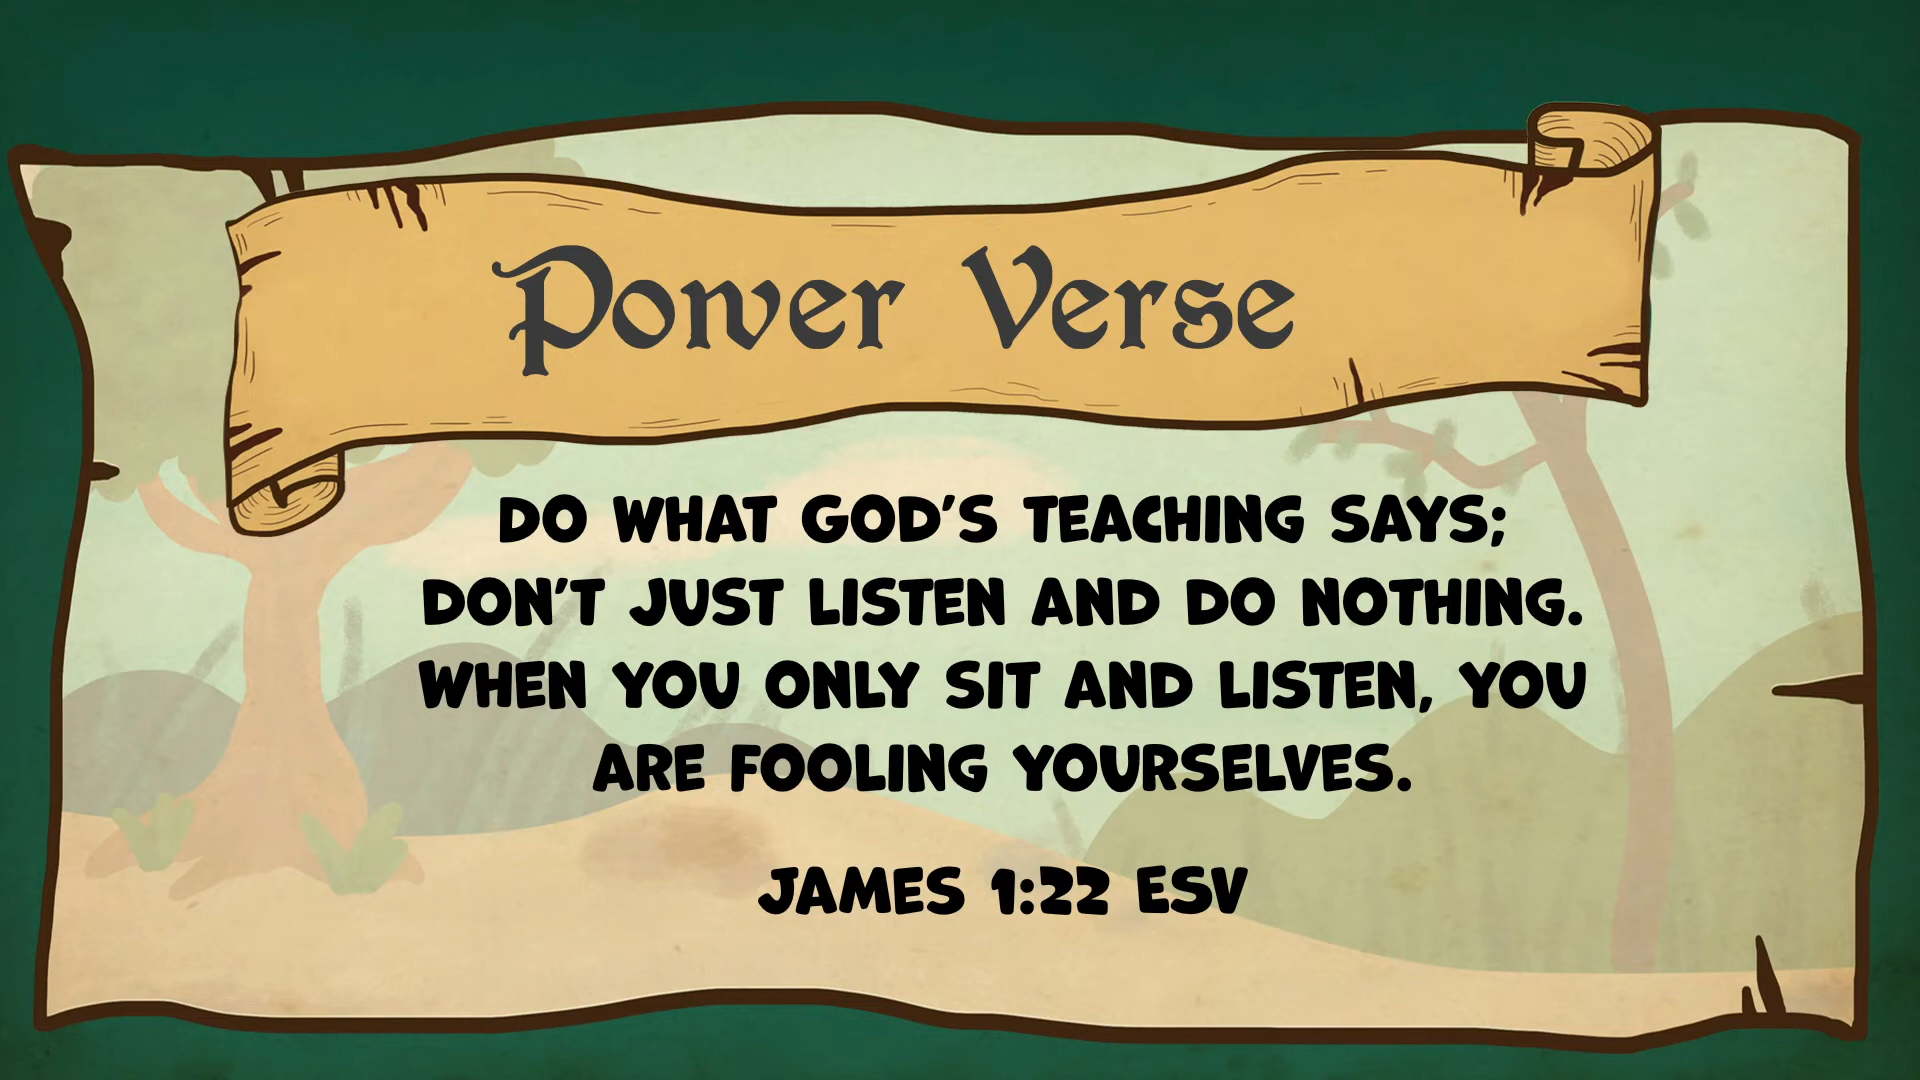 Power Verse
DO WHAT GOD'S TEACHING SAYS;
DON'T JUST LISTEN AND DO NOTHING.
WHEN YOU ONLY SIT AND LISTEN, YOU
ARE FOOLING YOURSELVES.
JAMES 1:22 ESV